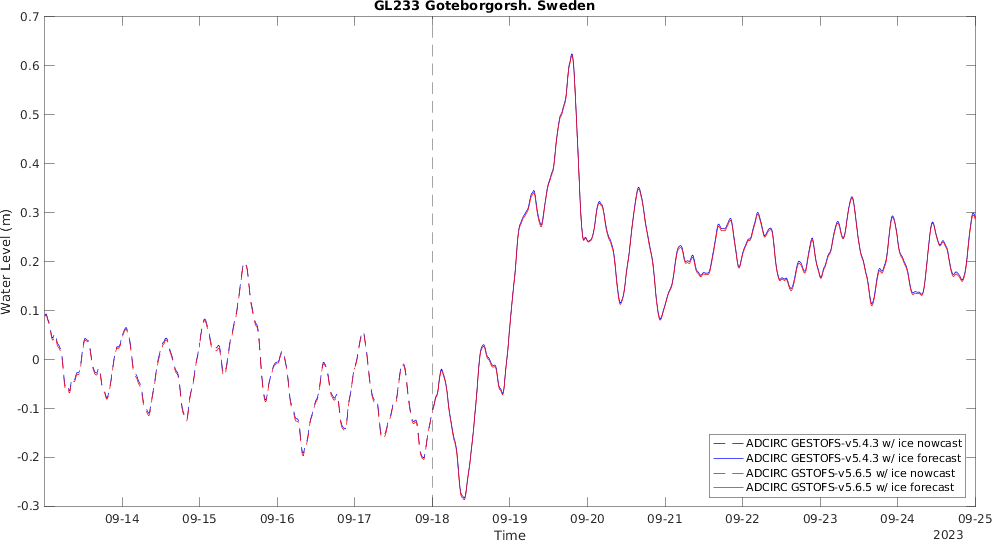 GL233 Goteborgorsh. Sweden
Water Level (m)
0.7
0.6
0.5
0.4
0.3
0.2
0.1
0
-0.1
-0.2
-0.3
ADCIRC GESTOFS-v5.4.3 w/ ice nowcast
ADCIRC GESTOFS-v5.4.3 w/ ice forecast
ADCIRC GSTOFS-v5.6.5 w/ ice nowcast
ADCIRC GSTOFS-v5.6.5 w/ ice forecast
09-14 09-15 09-16 09-17 09-18 09-19 09-20 09-21 09-22 09-23 09-24 09-25
Time
2023